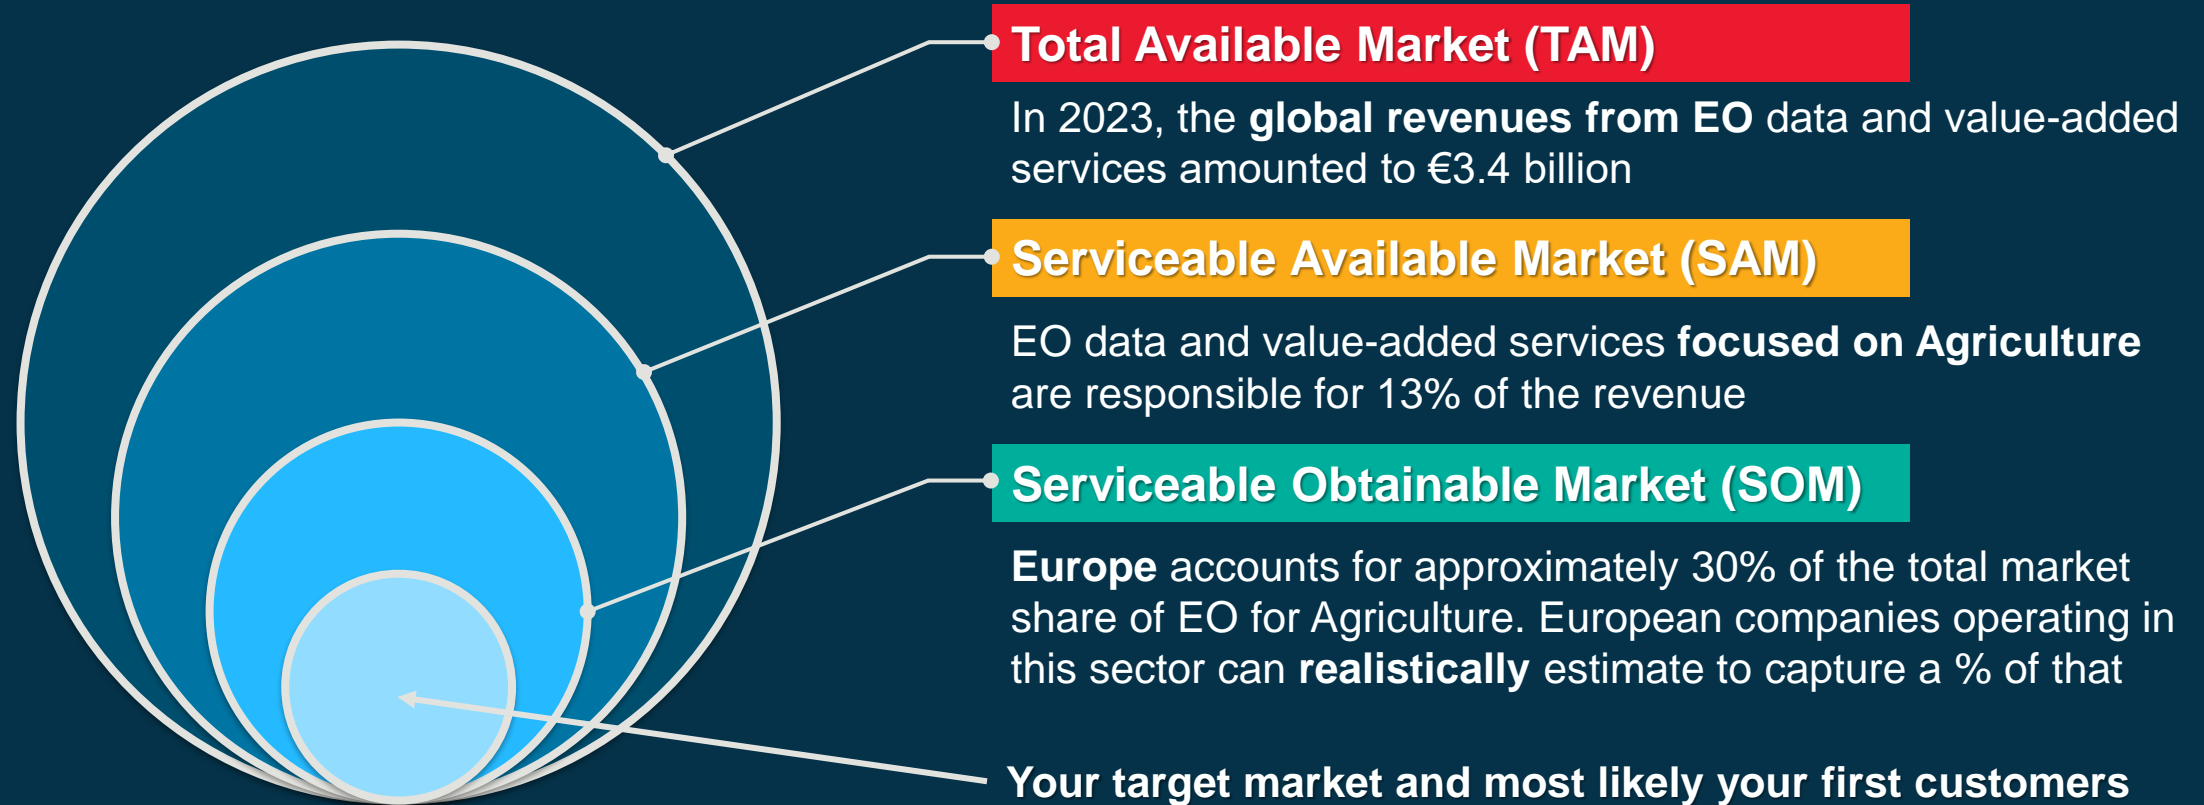 Total Available Market (TAM)
In 2023, the global revenues from EO data and value-added
services amounted to €3.4 billion
Serviceable Available Market (SAM)
EO data and value-added services focused on Agriculture
are responsible for 13% of the revenue
Serviceable Obtainable Market (SOM)
Europe accounts for approximately 30% of the total market
share of EO for Agriculture. European companies operating in
this sector can realistically estimate to capture a % of that
Your target market and most likely your first customers